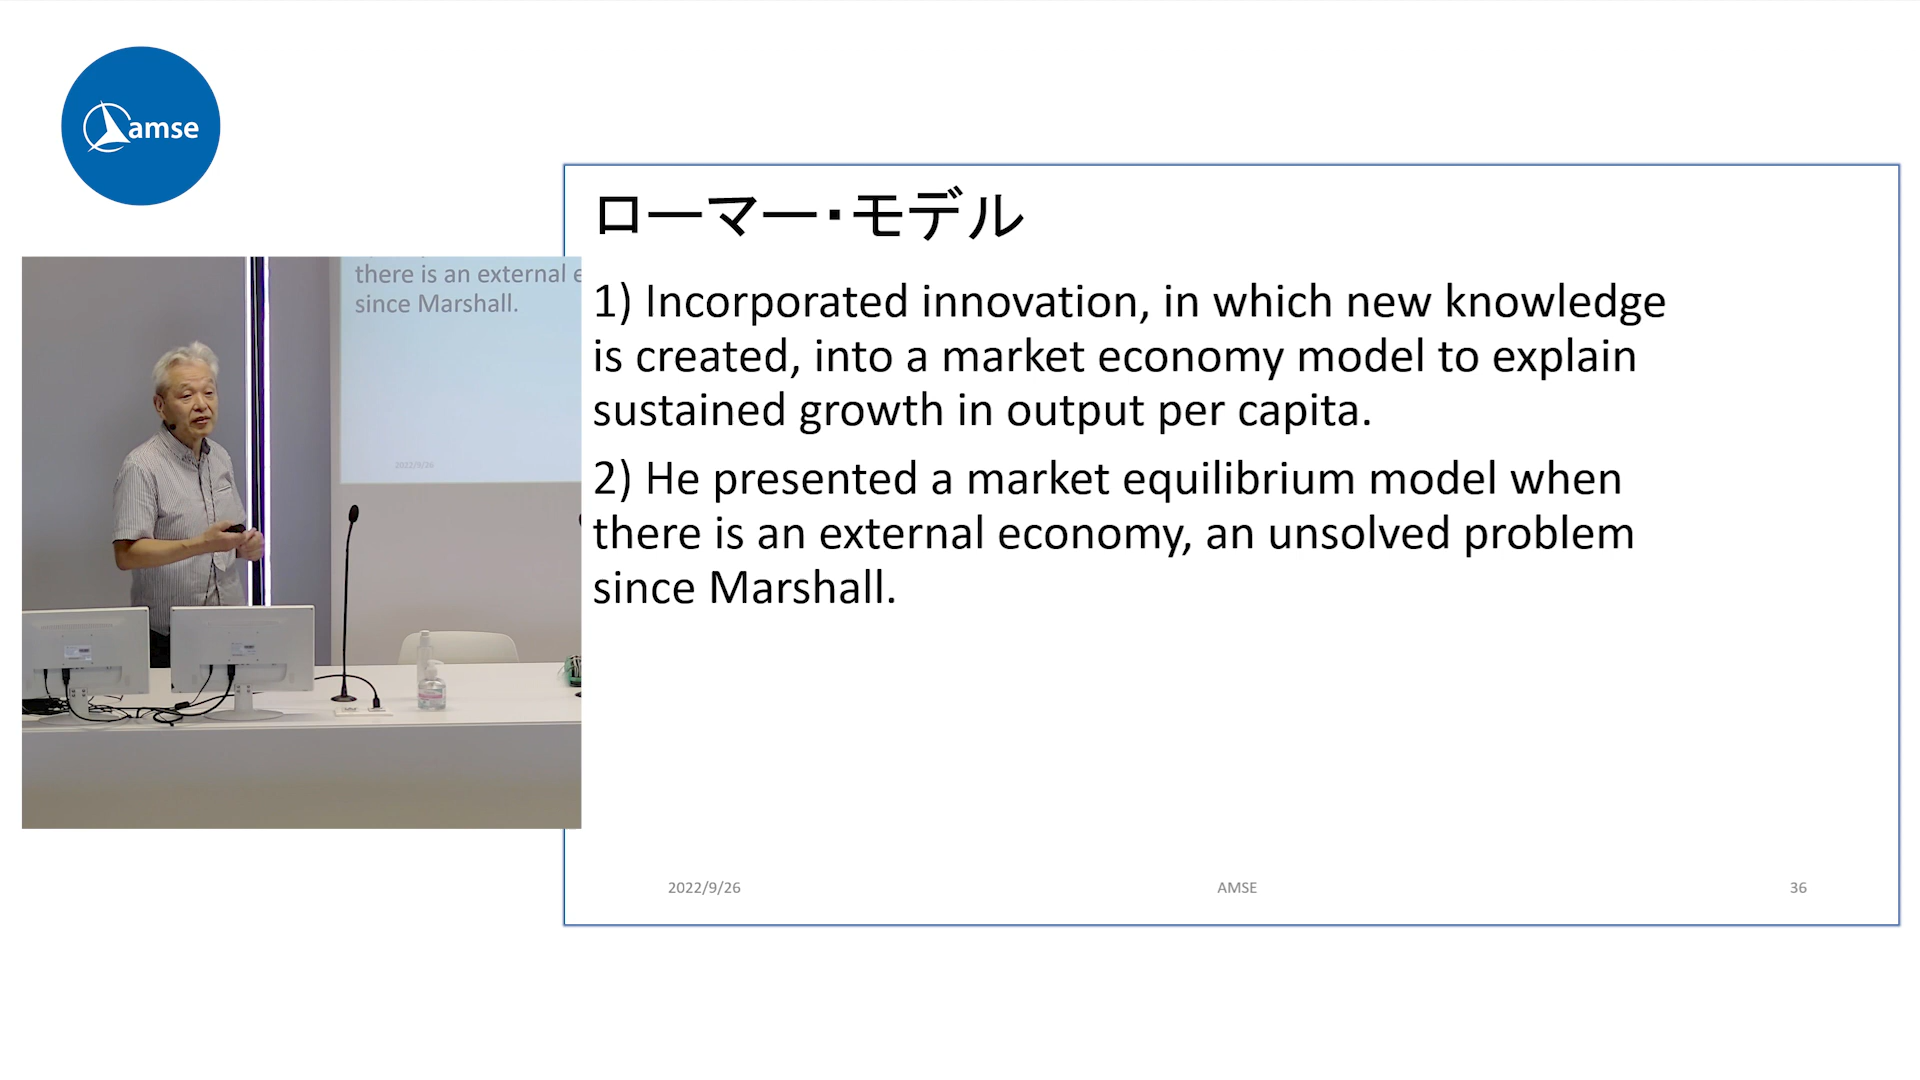 amse
ローマー・モデル
1) Incorporated innovation, in which new knowledge
is created, into a market economy model to explain
sustained growth in output per capita.
2) He presented a market equilibrium model when
there is an external economy, an unsolved problem
since Marshall.
2022/9/26
AMSE
36
there is an external e
since Marshall.
2022/9/26